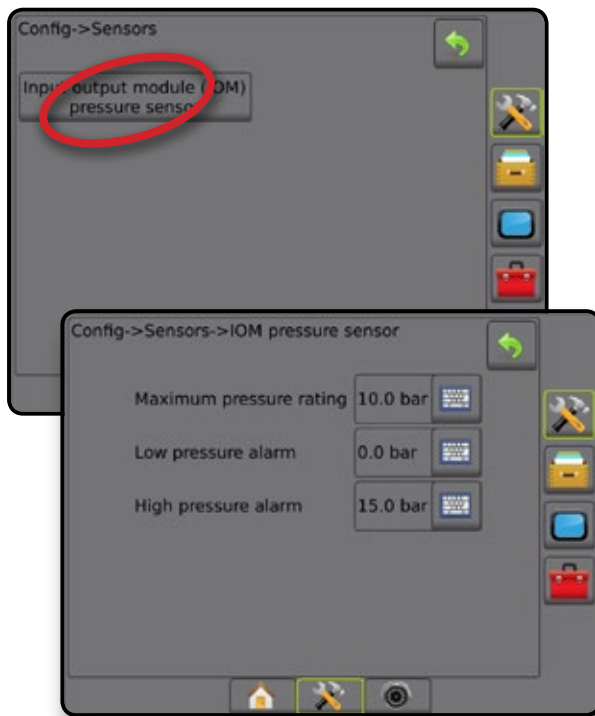 Config->Sensors
Input output module (IOM)
pressure sensor
Config->Sensors->IOM pressure sensor
Maximum pressure rating 10.0 bar
Low pressure alarm 0.0 bar
High pressure alarm 15.0 bar